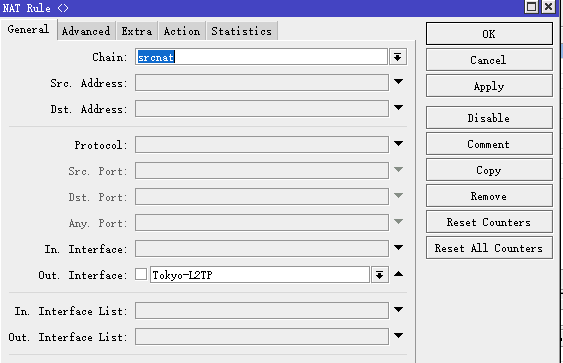 NAT Rule <>
General Advanced Extra Action Statistics
Chain: srcnat
Src. Address:
Dst. Address:
Protocol:
Src. Port:
Dst. Port:
Any. Port:
In. Interface:
Out. Interface: Tokyo-L2TP
In. Interface List:
Out. Interface List:
OK
Cancel
Apply
Disable
Comment
Copy
Remove
Reset Counters
Reset All Counters